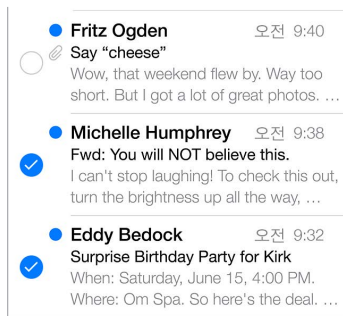 Fritz Ogden 오전 9:40
Say “cheese”
Wow, that weekend flew by. Way too
short. But I got a lot of great photos. …
Michelle Humphrey 오전 9:38
Fwd: You will NOT believe this.
I can't stop laughing! To check this out,
turn the brightness up all the way, …
Eddy Bedock 오전 9:32
Surprise Birthday Party for Kirk
When: Saturday, June 15, 4:00 PM.
Where: Om Spa. So here's the deal. …